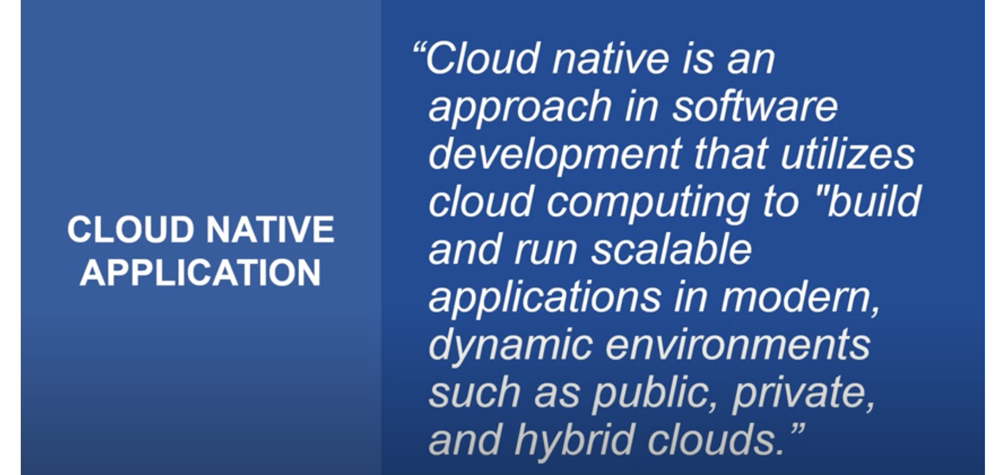 CLOUD NATIVE
APPLICATION
“Cloud native is an
approach in software
development that utilizes
cloud computing to "build
and run scalable
applications in modern,
dynamic environments
such as public, private,
and hybrid clouds.”